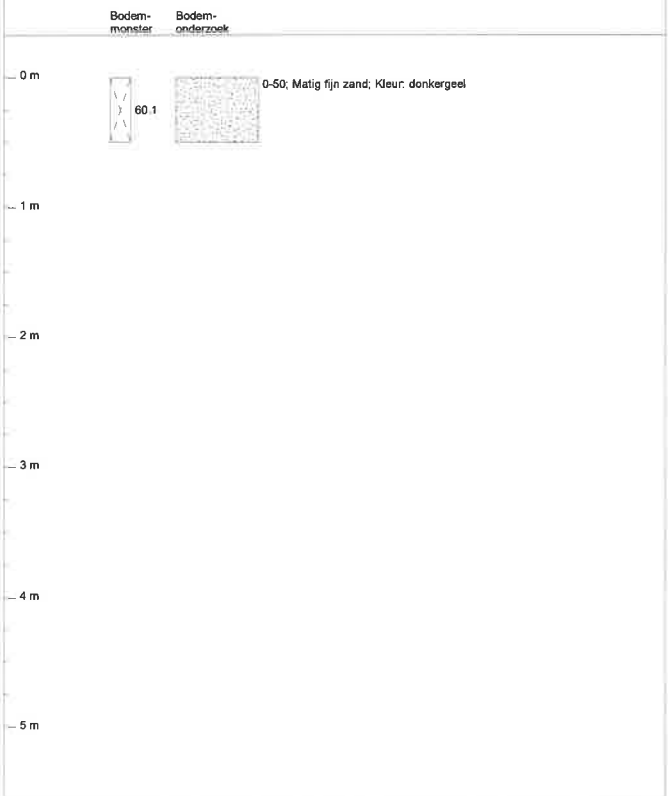 Bodem-
monster
Bodem-
onderzoek
0 m
60.1
0-50; Matig fijn zand; Kleur: donkergeel
1 m
2 m
3 m
4 m
5 m